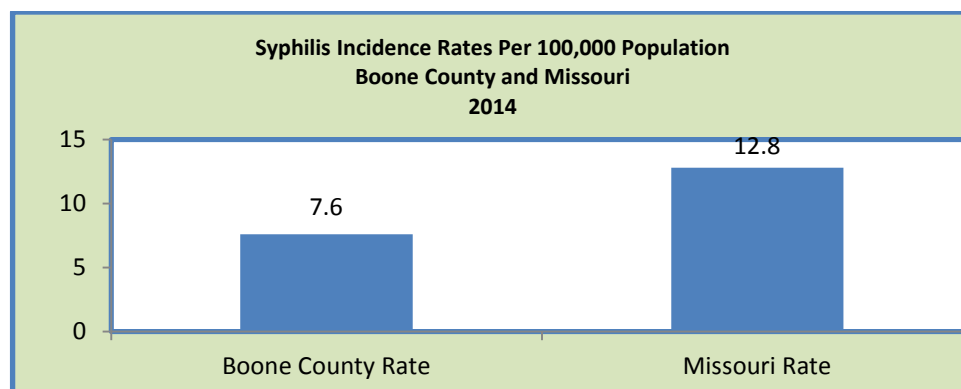 Syphilis Incidence Rates Per 100,000 Population
Boone County and Missouri
2014
15
10
5
0
7.6
12.8
Boone County Rate
Missouri Rate